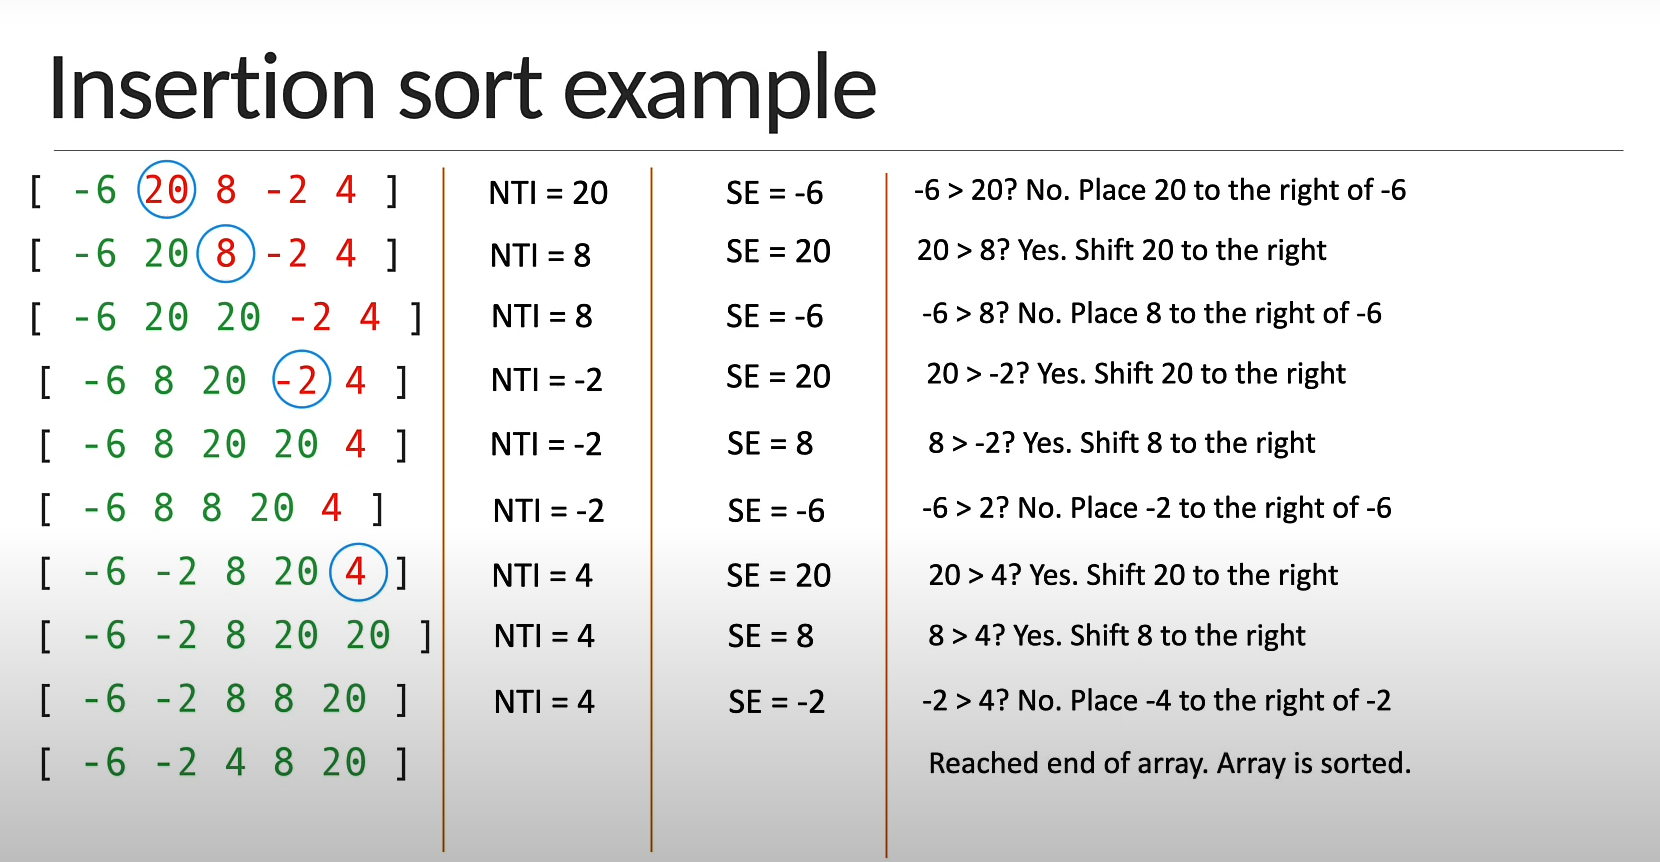 Insertion sort example
[ -6 20 8 -2 4 ] NTI = 20 SE = -6 -6 > 20? No. Place 20 to the right of -6
[ -6 20 8 -2 4 ] NTI = 8 SE = 20 20 > 8? Yes. Shift 20 to the right
[ -6 20 20 -2 4 ] NTI = 8 SE = -6 -6 > 8? No. Place 8 to the right of -6
[ -6 8 20 -2 4 ] NTI = -2 SE = 20 20 > -2? Yes. Shift 20 to the right
[ -6 8 20 20 4 ] NTI = -2 SE = 8 8 > -2? Yes. Shift 8 to the right
[ -6 8 8 20 4 ] NTI = -2 SE = -6 -6 > 2? No. Place -2 to the right of -6
[ -6 -2 8 20 4 ] NTI = 4 SE = 20 20 > 4? Yes. Shift 20 to the right
[ -6 -2 8 20 20 ] NTI = 4 SE = 8 8 > 4? Yes. Shift 8 to the right
[ -6 -2 8 8 20 ] NTI = 4 SE = -2 -2 > 4? No. Place -4 to the right of -2
[ -6 -2 4 8 20 ] Reached end of array. Array is sorted.